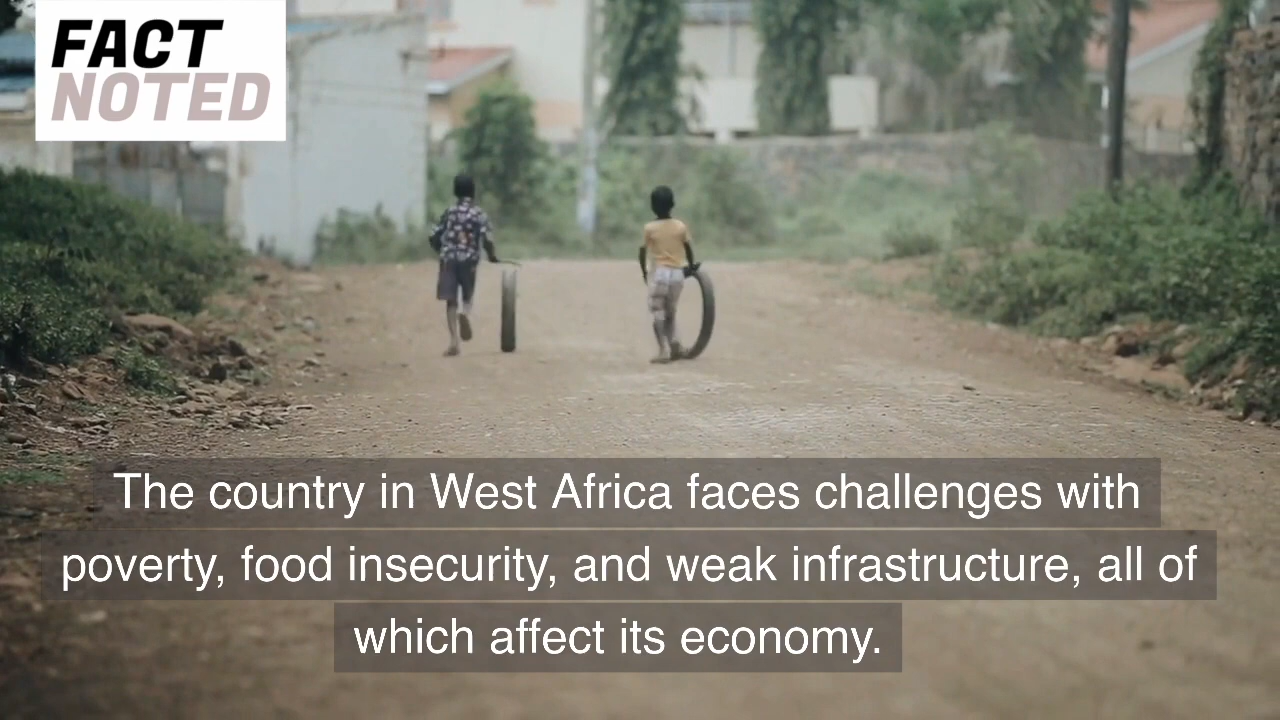 FACT
NOTED
The country in West Africa faces challenges with
poverty, food insecurity, and weak infrastructure, all of
which affect its economy.